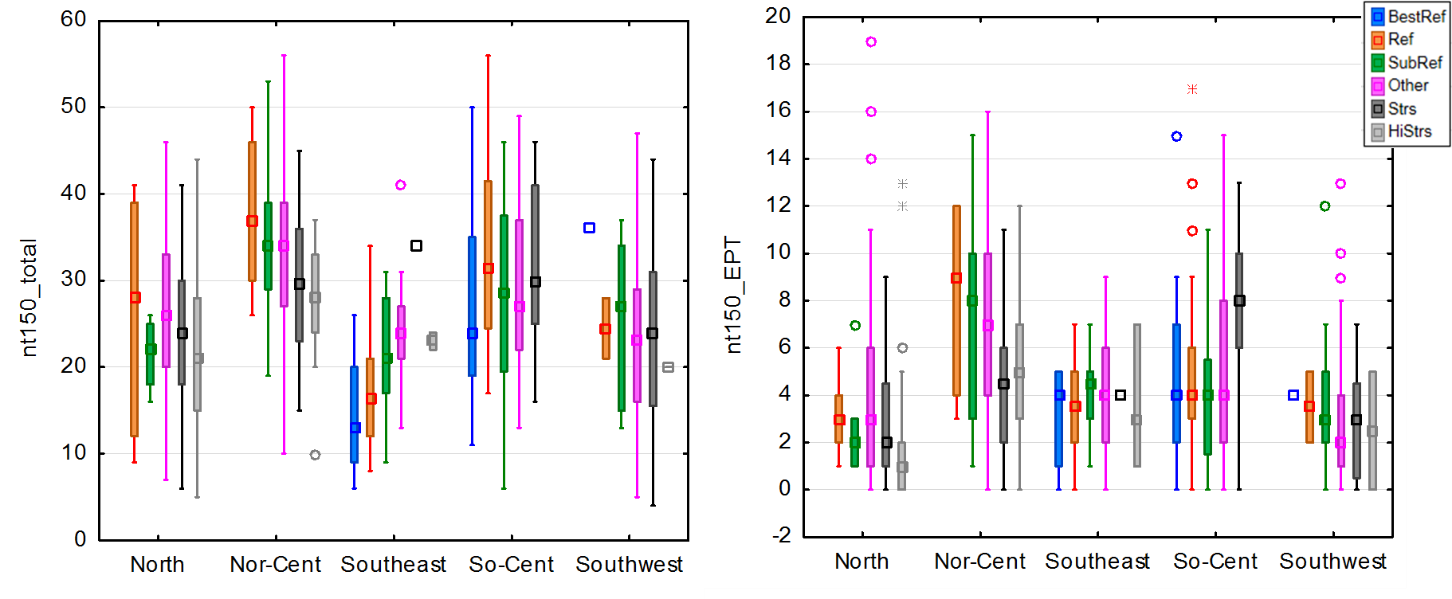 nt150_total
60
50
40
30
20
10
0
North Nor-Cent Southeast So-Cent Southwest
nt150_EPT
20
18
16
14
12
10
8
6
4
2
0
-2
North Nor-Cent Southeast So-Cent Southwest
BestRef
Ref
SubRef
Other
Strs
HiStrs